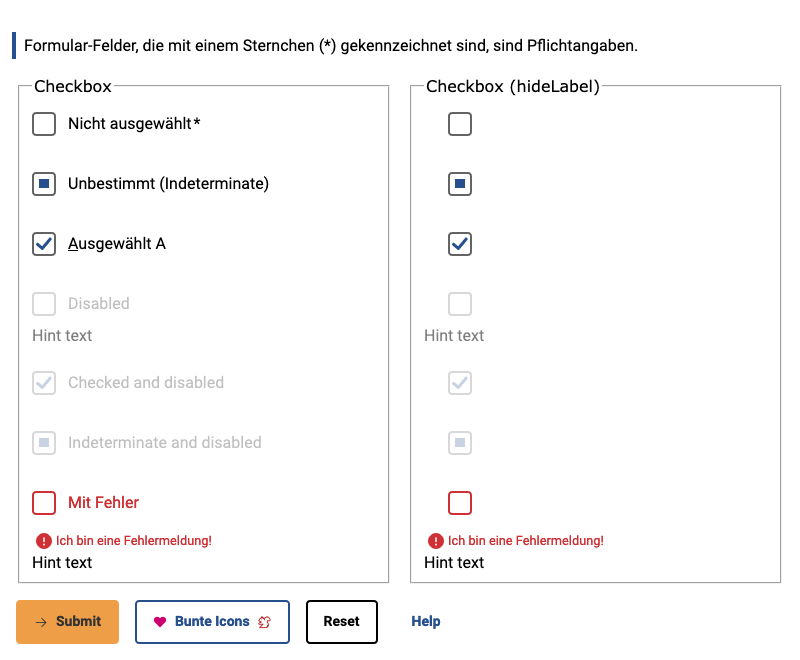 Formular-Felder, die mit einem Sternchen (*) gekennzeichnet sind, sind Pflichtangaben.
Checkbox
Nicht ausgewählt*
Unbestimmt (Indeterminate)
Ausgewählt A
Disabled
Hint text
Checked and disabled
Indeterminate and disabled
Mit Fehler
Ich bin eine Fehlermeldung!
Hint text
Checkbox (hideLabel)
Hint text
Ich bin eine Fehlermeldung!
Hint text
Submit
Bunte Icons
Reset
Help